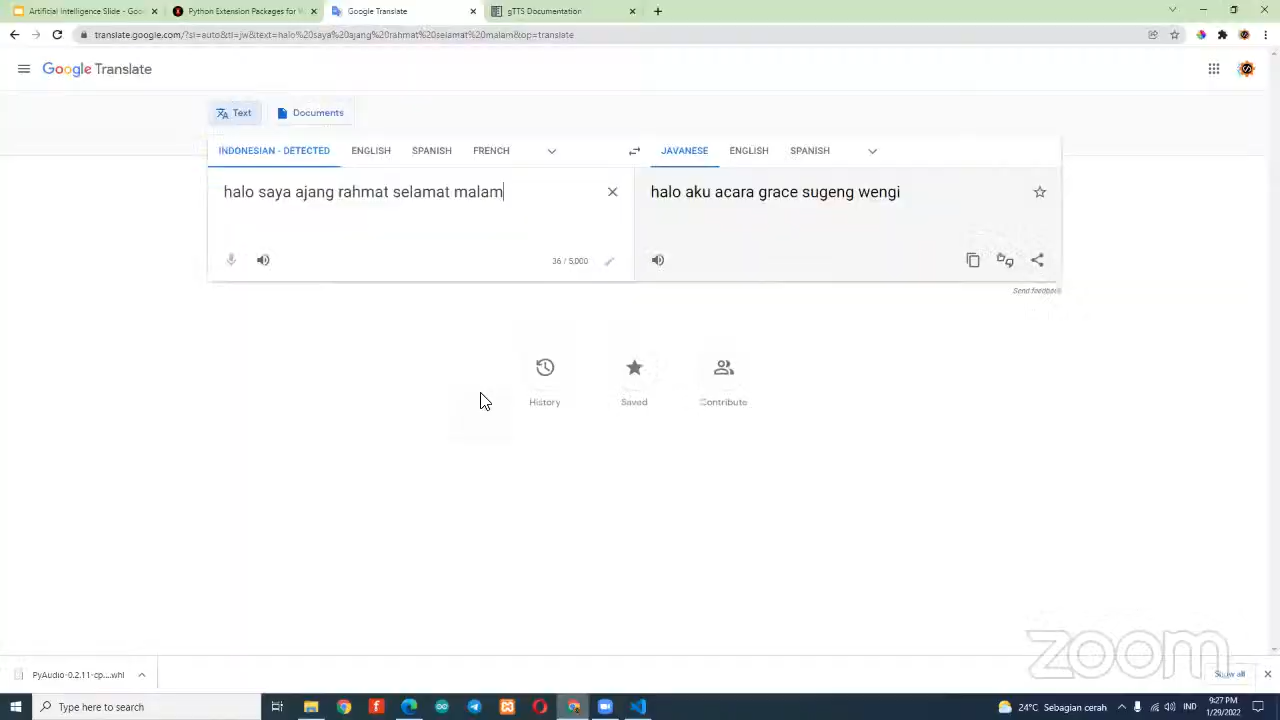 Artificial Intelligence Slide - Goo
Python Extension Packages for W
Google Translate
gTTS Documentation
translate.google.com/?sl=auto&tl=jw&text=halo%20saya%20ajang%20rahmat%20selamat%20malam&op=translate
Google Translate
Text
Documents
INDONESIAN - DETECTED
ENGLISH
SPANISH
FRENCH
JAVANESE
ENGLISH
SPANISH
halo saya ajang rahmat selamat malam
halo aku acara grace sugeng wengi
36 / 5,000
Send feedback
History
Saved
Contribute
zoom
PyAudio-0.2.11-cp....whl
Show all
Type here to search
24°C Sebagian cerah
IND
9:27 PM
1/29/2022